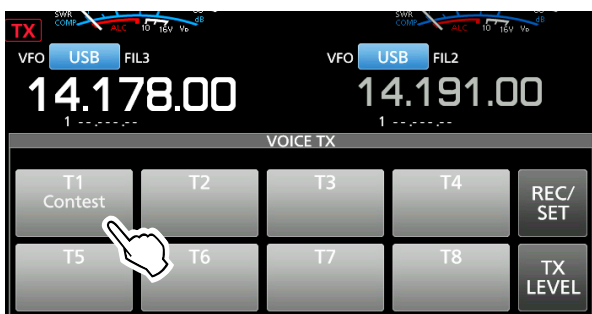 SWR
COMP
ALC 10 16V VD dB
SWR
COMP
ALC 10 16V VD dB
TX
VFO USB FIL3
VFO USB FIL2
14.178.00
14.191.00
1 --.---.--
1 --.---.--
VOICE TX
T1 T2 T3 T4 REC/
Contest SET
T5 T6 T7 T8 TX
LEVEL